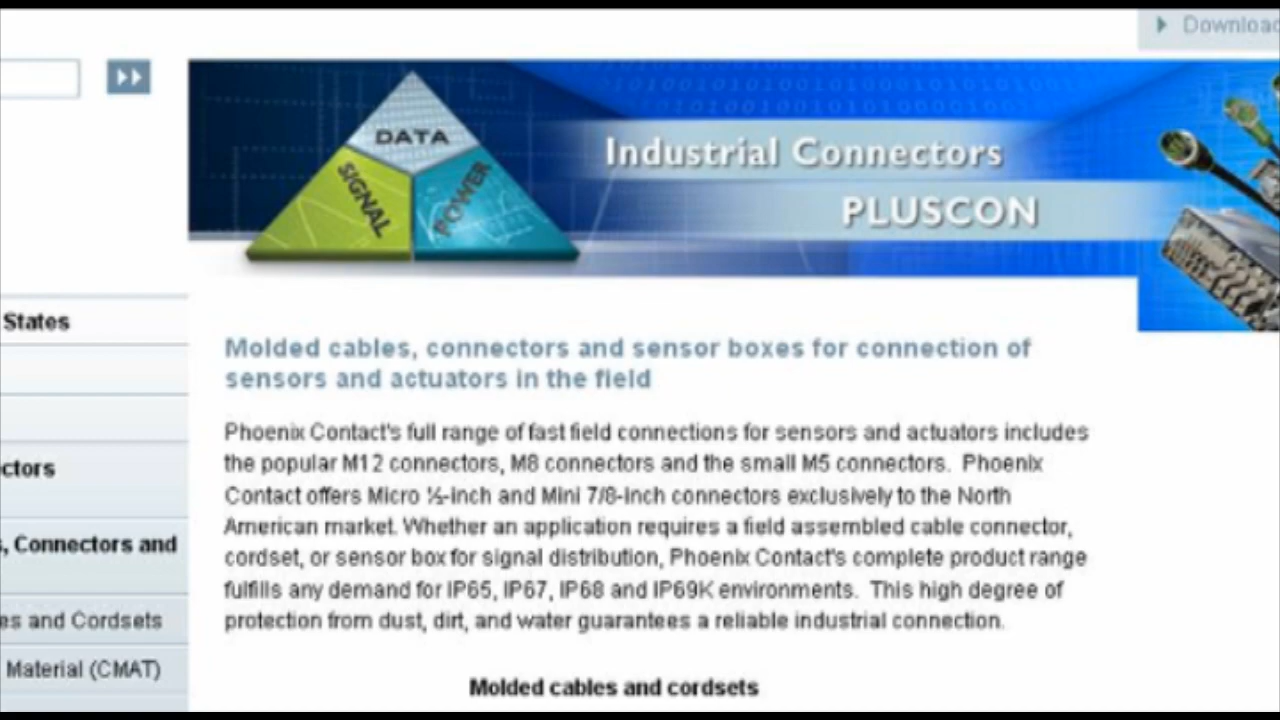 Download
DATA
SIGNAL
POWER
Industrial Connectors
PLUSCON
States
ctors
s, Connectors and
es and Cordsets
Material (CMAT)
Molded cables, connectors and sensor boxes for connection of
sensors and actuators in the field
Phoenix Contact's full range of fast field connections for sensors and actuators includes
the popular M12 connectors, M8 connectors and the small M5 connectors.  Phoenix
Contact offers Micro ½-inch and Mini 7/8-inch connectors exclusively to the North
American market. Whether an application requires a field assembled cable connector,
cordset, or sensor box for signal distribution, Phoenix Contact's complete product range
fulfills any demand for IP65, IP67, IP68 and IP69K environments.  This high degree of
protection from dust, dirt, and water guarantees a reliable industrial connection.
Molded cables and cordsets